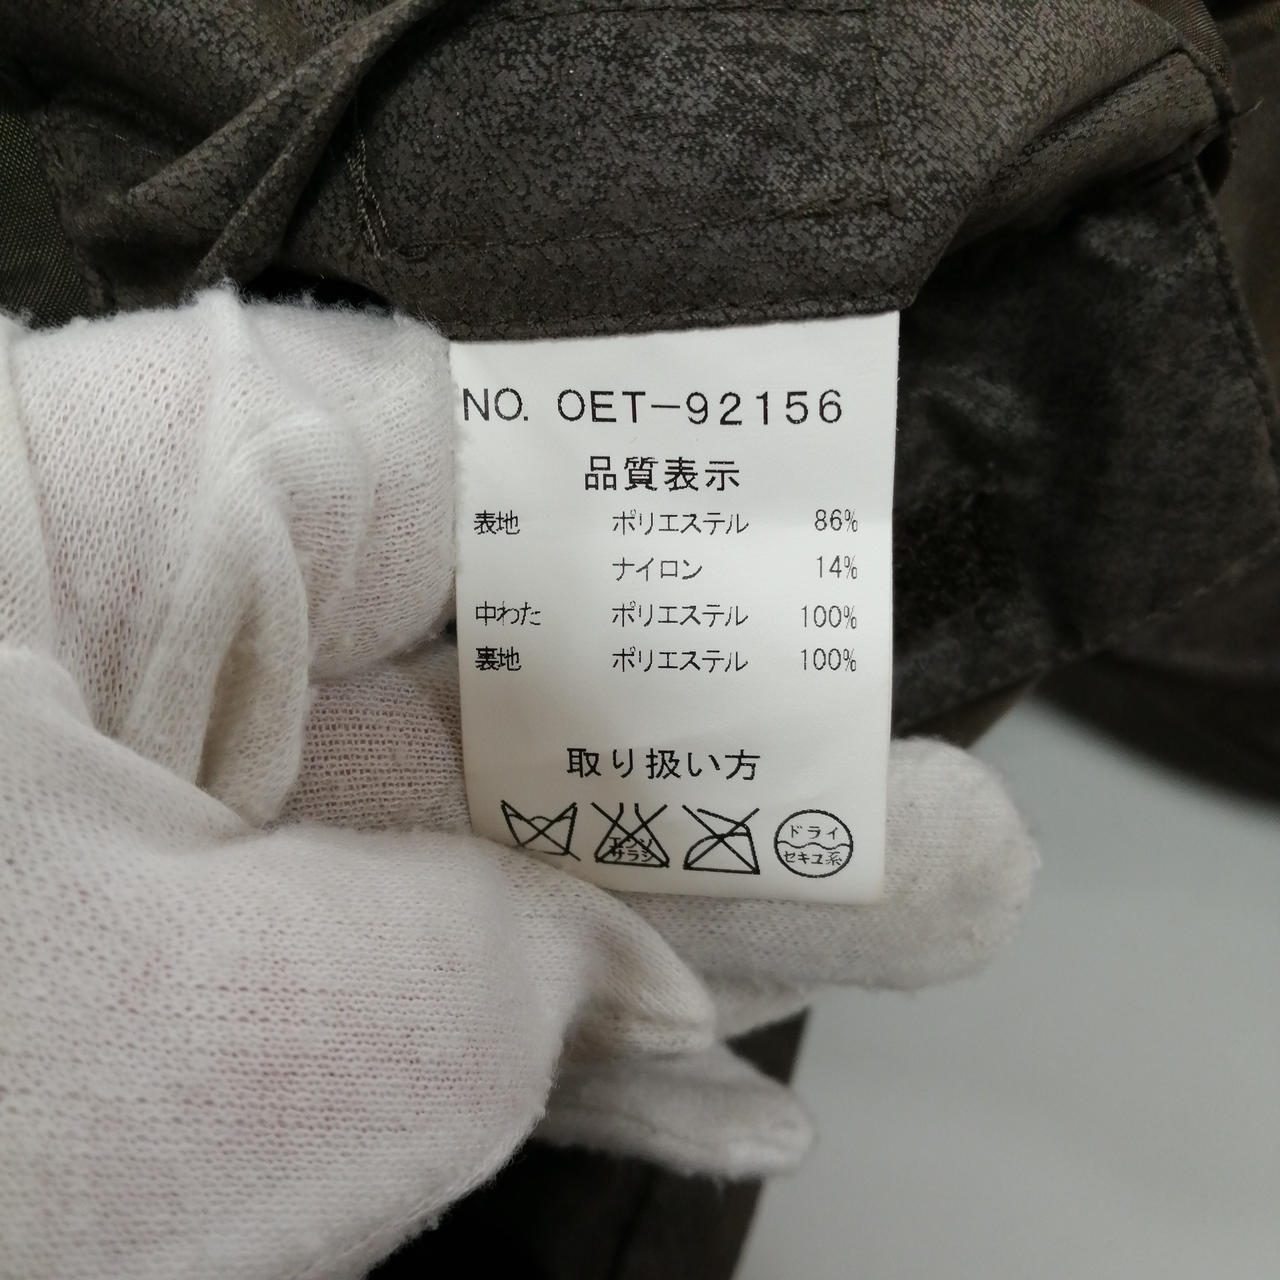 NO. OET-92156
品質表示
表地 ポリエステル 86%
ナイロン 14%
中わた ポリエステル 100%
裏地 ポリエステル 100%
取り扱い方
エンソ
サラシ
ドライ
セキユ系